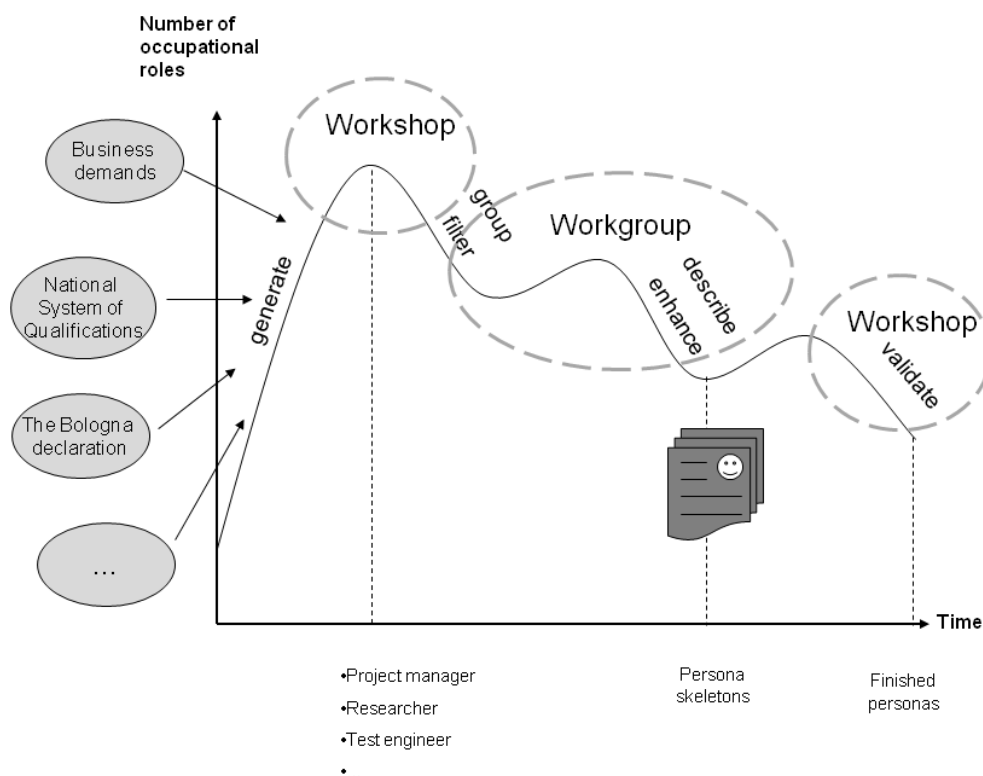 Number of
occupational
roles
Workshop
Business
demands
group
filter
Workgroup
National
System of
Qualifications
generate
describe
enhance
Workshop
validate
The Bologna
declaration
...
Time
•Project manager
•Researcher
•Test engineer
•
Persona
skeletons
Finished
personas